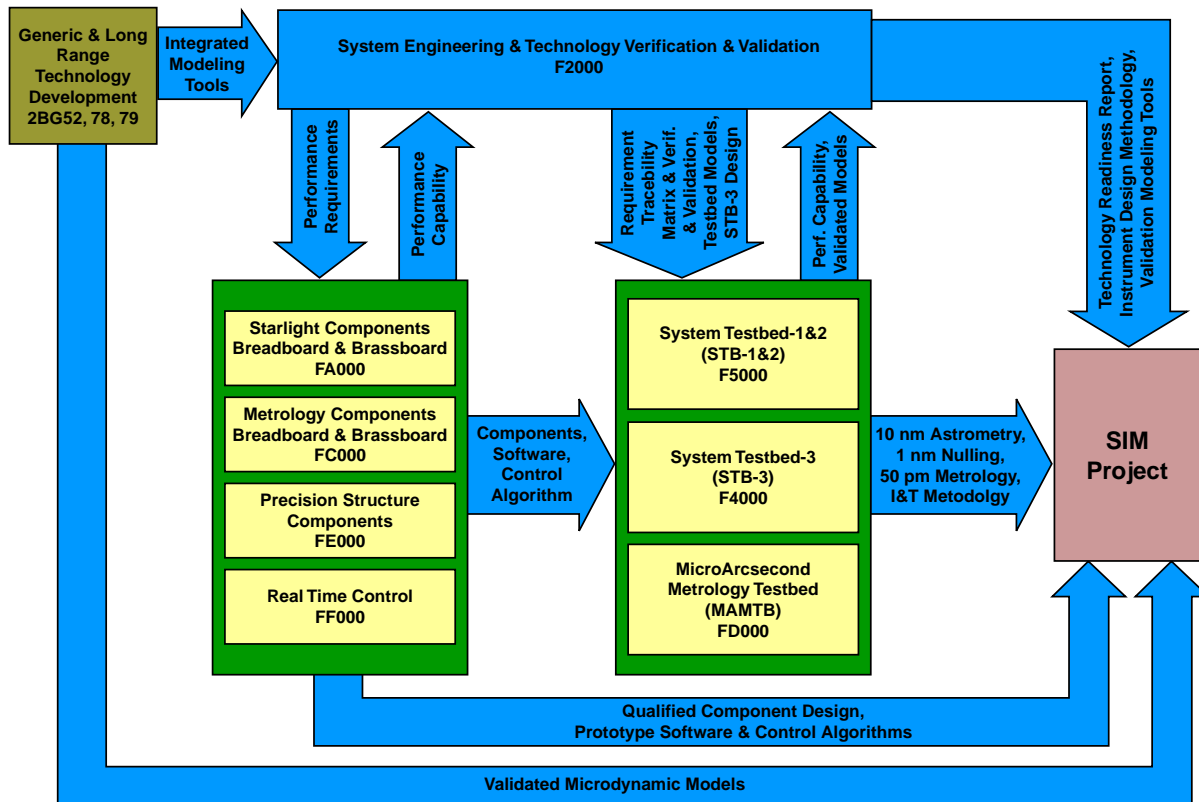 Generic & Long
Range
Technology
Development
2BG52, 78, 79
Integrated
Modeling
Tools
System Engineering & Technology Verification & Validation
F2000
Performance
Requirements
Performance
Capability
Requirement
Tracebility
Matrix & Verif.
& Validation,
Testbed Models,
STB-3 Design
Perf. Capability,
Validated Models
Technology Readiness Report,
Instrument Design Methodology,
Validation Modeling Tools
Starlight Components
Breadboard & Brassboard
FA000
Metrology Components
Breadboard & Brassboard
FC000
Precision Structure
Components
FE000
Real Time Control
FF000
Components,
Software,
Control
Algorithm
System Testbed-1&2
(STB-1&2)
F5000
System Testbed-3
(STB-3)
F4000
MicroArcsecond
Metrology Testbed
(MAMTB)
FD000
10 nm Astrometry,
1 nm Nulling,
50 pm Metrology,
I&T Metodolgy
SIM
Project
Qualified Component Design,
Prototype Software & Control Algorithms
Validated Microdynamic Models